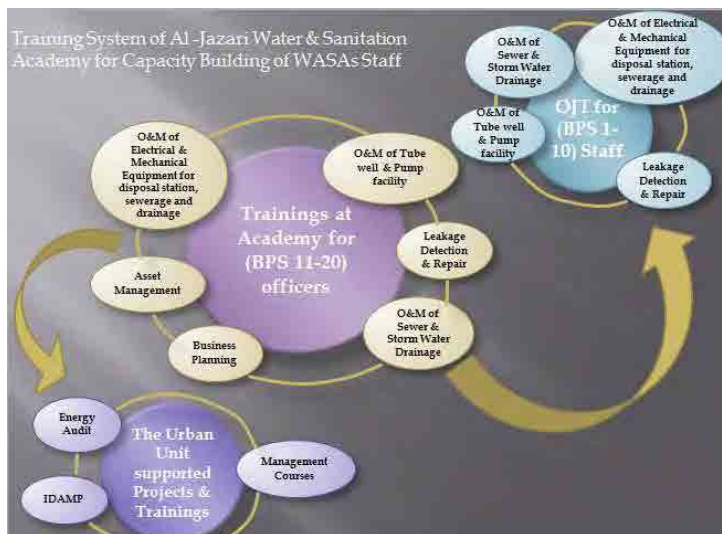 Training System of Al -Jazari Water & Sanitation
Academy for Capacity Building of WASAs Staff
O&M of
Sewer &
Storm Water
Drainage
O&M of Electrical &
Mechanical
Equipment for
disposal station,
sewerage and
drainage
O&M of
Tube well
& Pump
facility
OJT for
(BPS 1-
10) Staff
Leakage
Detection &
Repair
O&M of
Electrical &
Mechanical
Equipment for
disposal station,
sewerage and
drainage
O&M of Tube
well & Pump
facility
Trainings at
Academy for
(BPS 11-20)
officers
Leakage
Detection
& Repair
Asset
Management
O&M of
Sewer &
Storm Water
Drainage
Business
Planning
Energy
Audit
The Urban
Unit
supported
Projects &
Trainings
Management
Courses
IDAMP